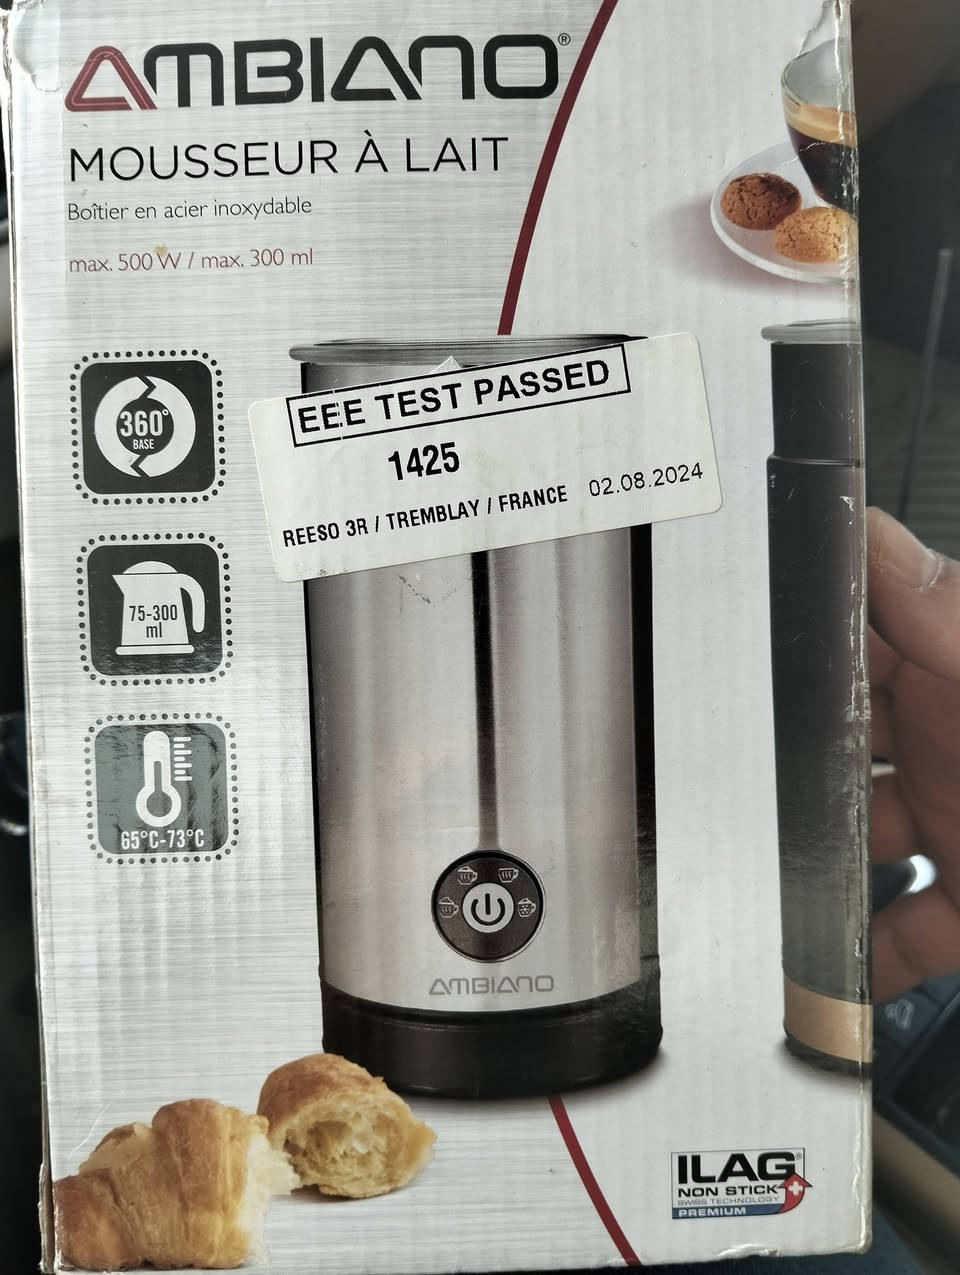 AMBIANO®
MOUSSEUR À LAIT
Boîtier en acier inoxydable
max. 500 W / max. 300 ml
360°
BASE
EEE TEST PASSED
1425
REESO 3R / TREMBLAY / FRANCE 02.08.2024
75-300
ml
65°C-73°C
AMBIANO
ILAG®
NON STICK
SWISS TECHNOLOGY
PREMIUM